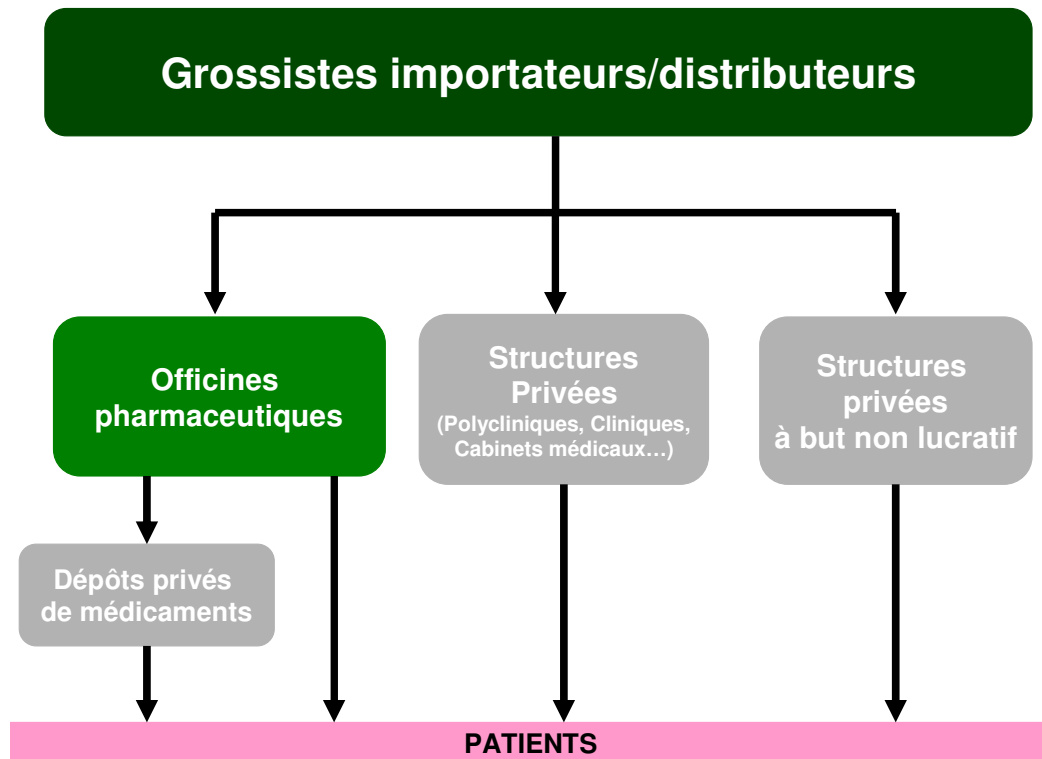 Grossistes importateurs/distributeurs
Officines
pharmaceutiques
Structures
Privées
(Polycliniques, Cliniques,
Cabinets médicaux…)
Structures
privées
à but non lucratif
Dépôts privés
de médicaments
PATIENTS